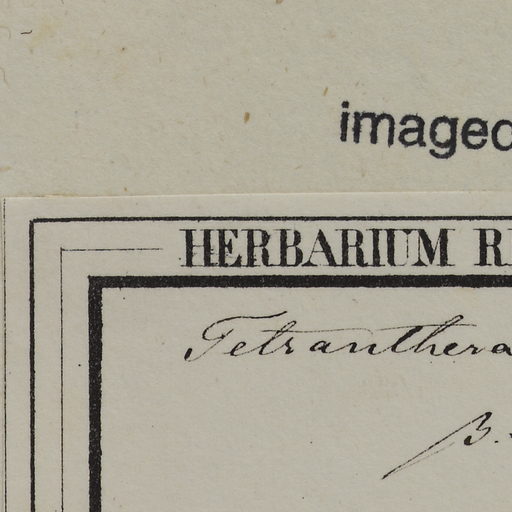 imaged
HERBARIUM
Tetranthera
β.